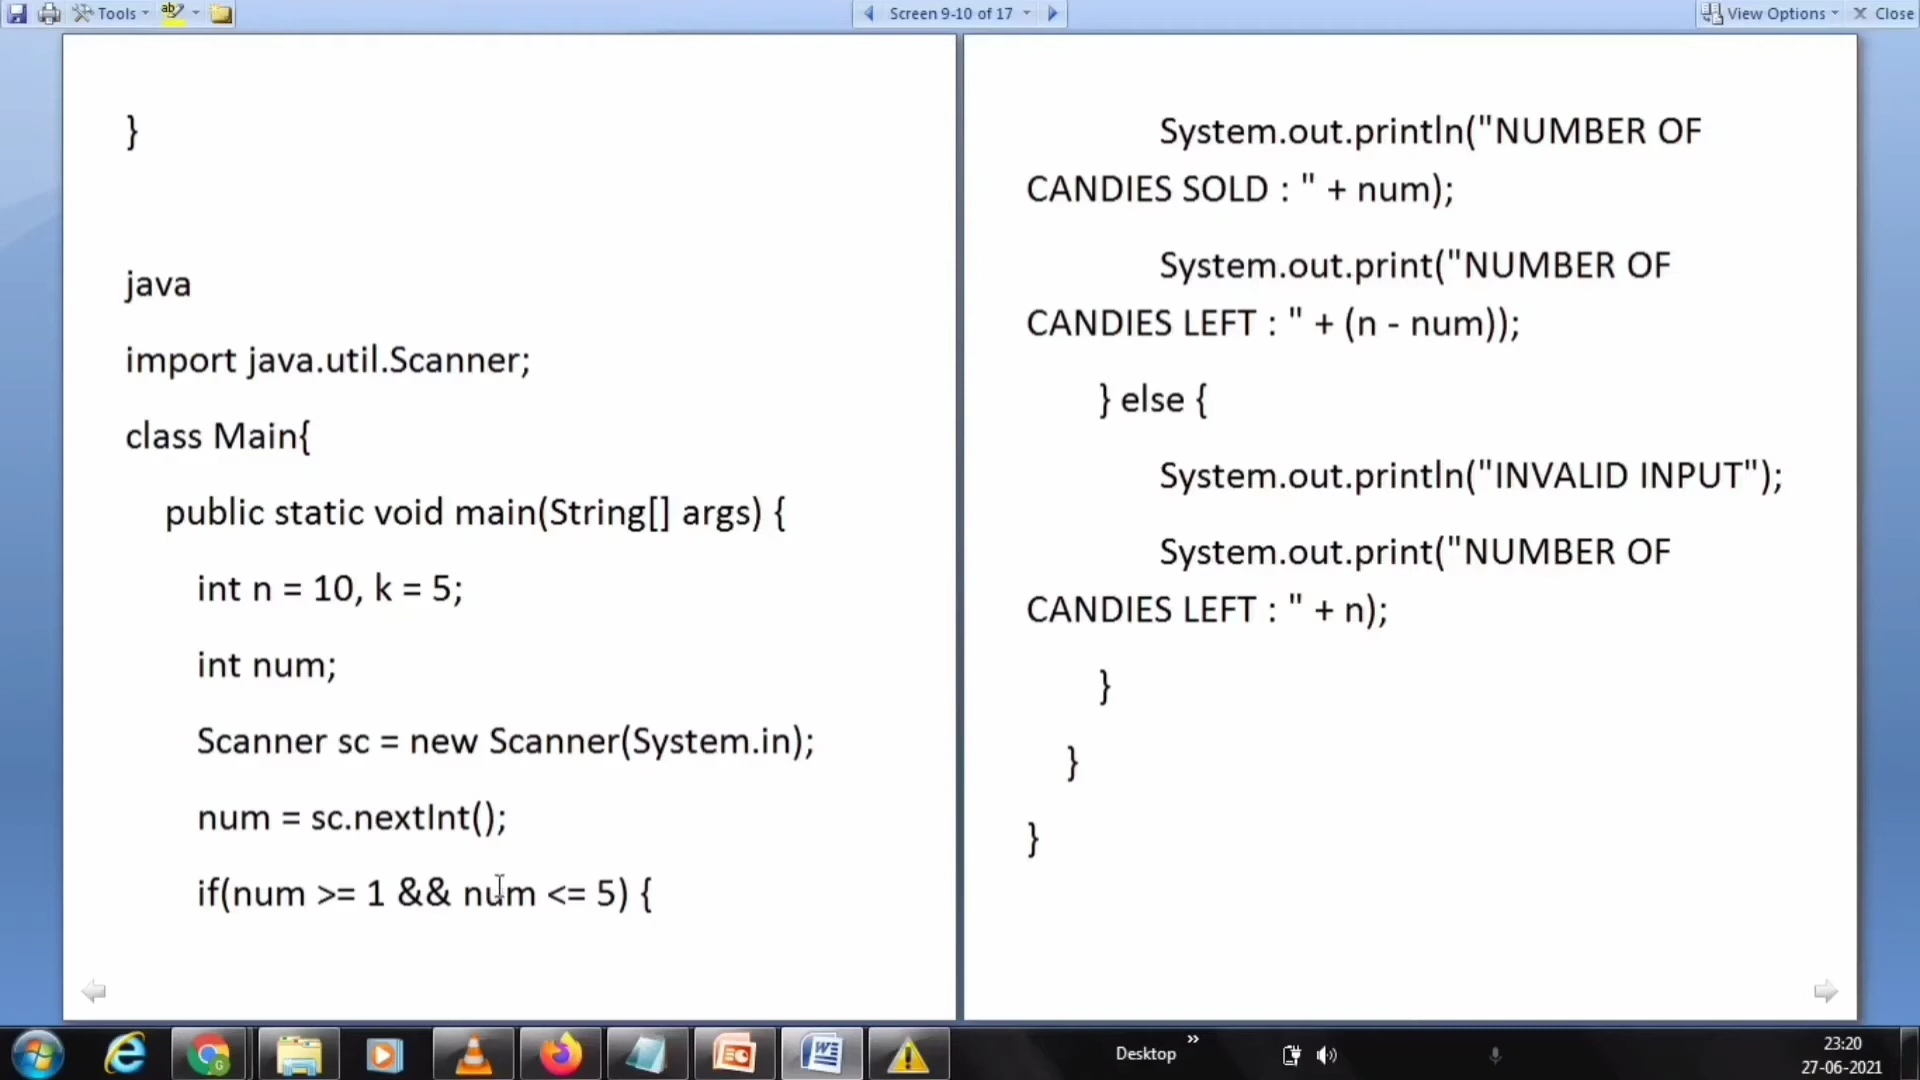 Tools
Screen 9-10 of 17
View Options
Close
}
java
import java.util.Scanner;
class Main{
public static void main(String[] args) {
int n = 10, k = 5;
int num;
Scanner sc = new Scanner(System.in);
num = sc.nextInt();
if(num >= 1 && num <= 5) {
System.out.println("NUMBER OF
CANDIES SOLD : " + num);
System.out.print("NUMBER OF
CANDIES LEFT : " + (n - num));
} else {
System.out.println("INVALID INPUT");
System.out.print("NUMBER OF
CANDIES LEFT : " + n);
}
}
}
Desktop
23:20
27-06-2021